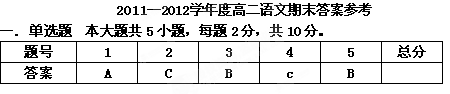 2011—2012学年度高二语文期末答案参考
一．单选题 本大题共5小题，每题2分，共10分。
题号 1 2 3 4 5 总分
答案 A C B c B